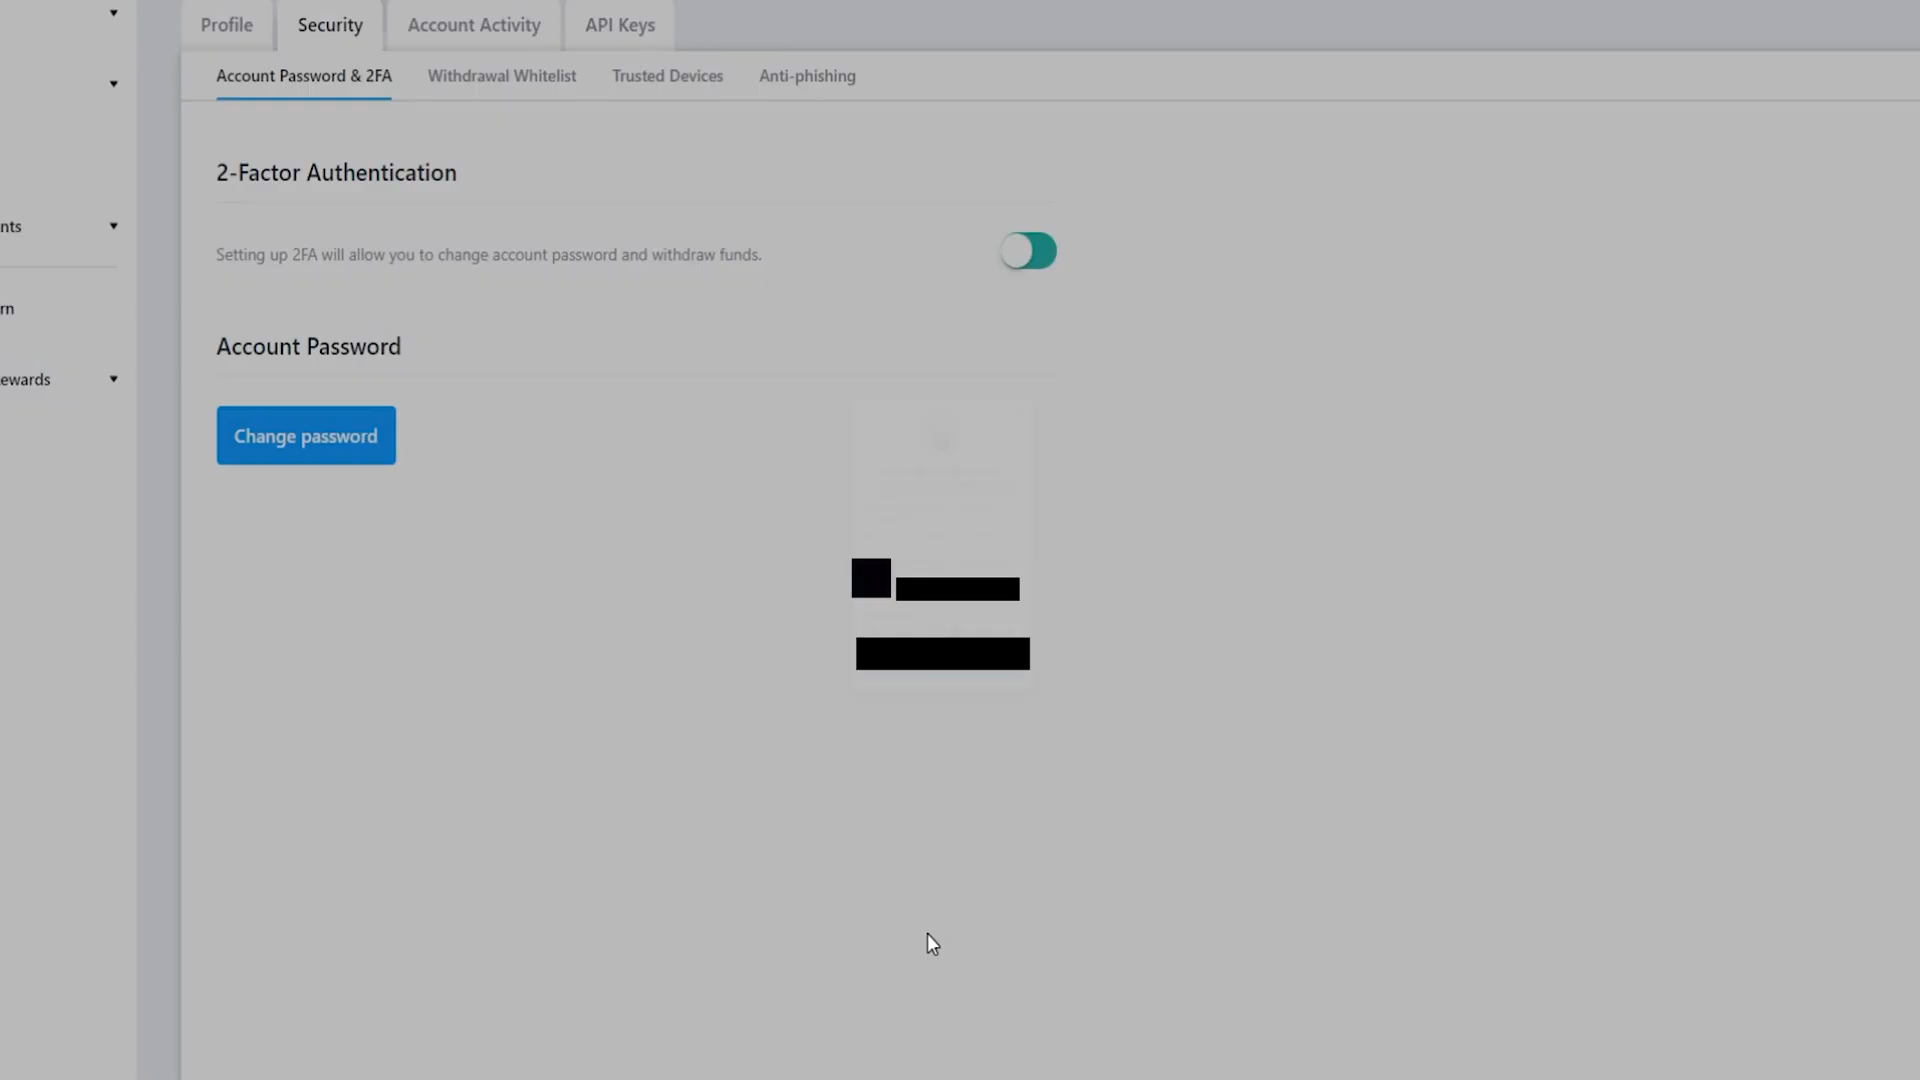 Profile
Security
Account Activity
API Keys
Account Password & 2FA
Withdrawal Whitelist
Trusted Devices
Anti-phishing
2-Factor Authentication
nts
Setting up 2FA will allow you to change account password and withdraw funds.
rn
Account Password
ewards
Change password